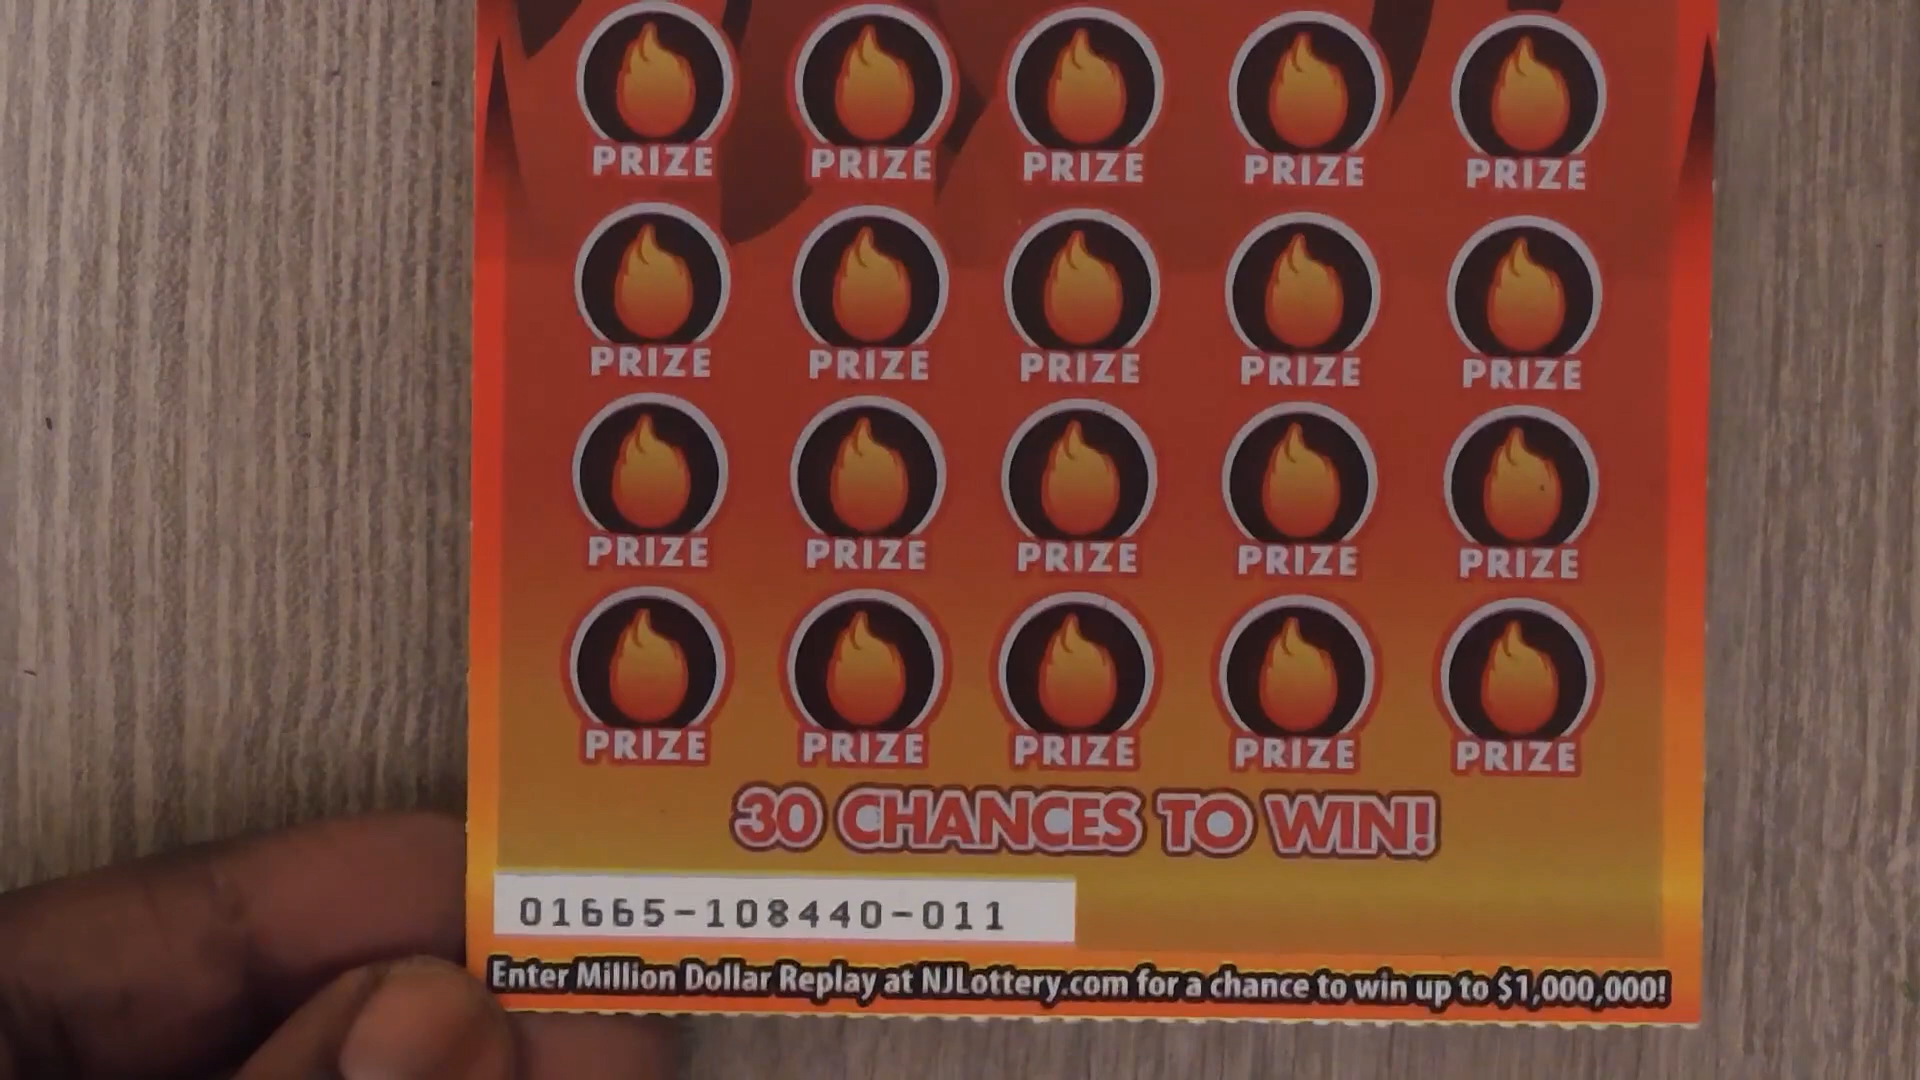 PRIZE PRIZE PRIZE PRIZE PRIZE
PRIZE PRIZE PRIZE PRIZE PRIZE
PRIZE PRIZE PRIZE PRIZE PRIZE
PRIZE PRIZE PRIZE PRIZE PRIZE
30 CHANCES TO WIN!
01665-108440-011
Enter Million Dollar Replay at NJLottery.com for a chance to win up to $1,000,000!